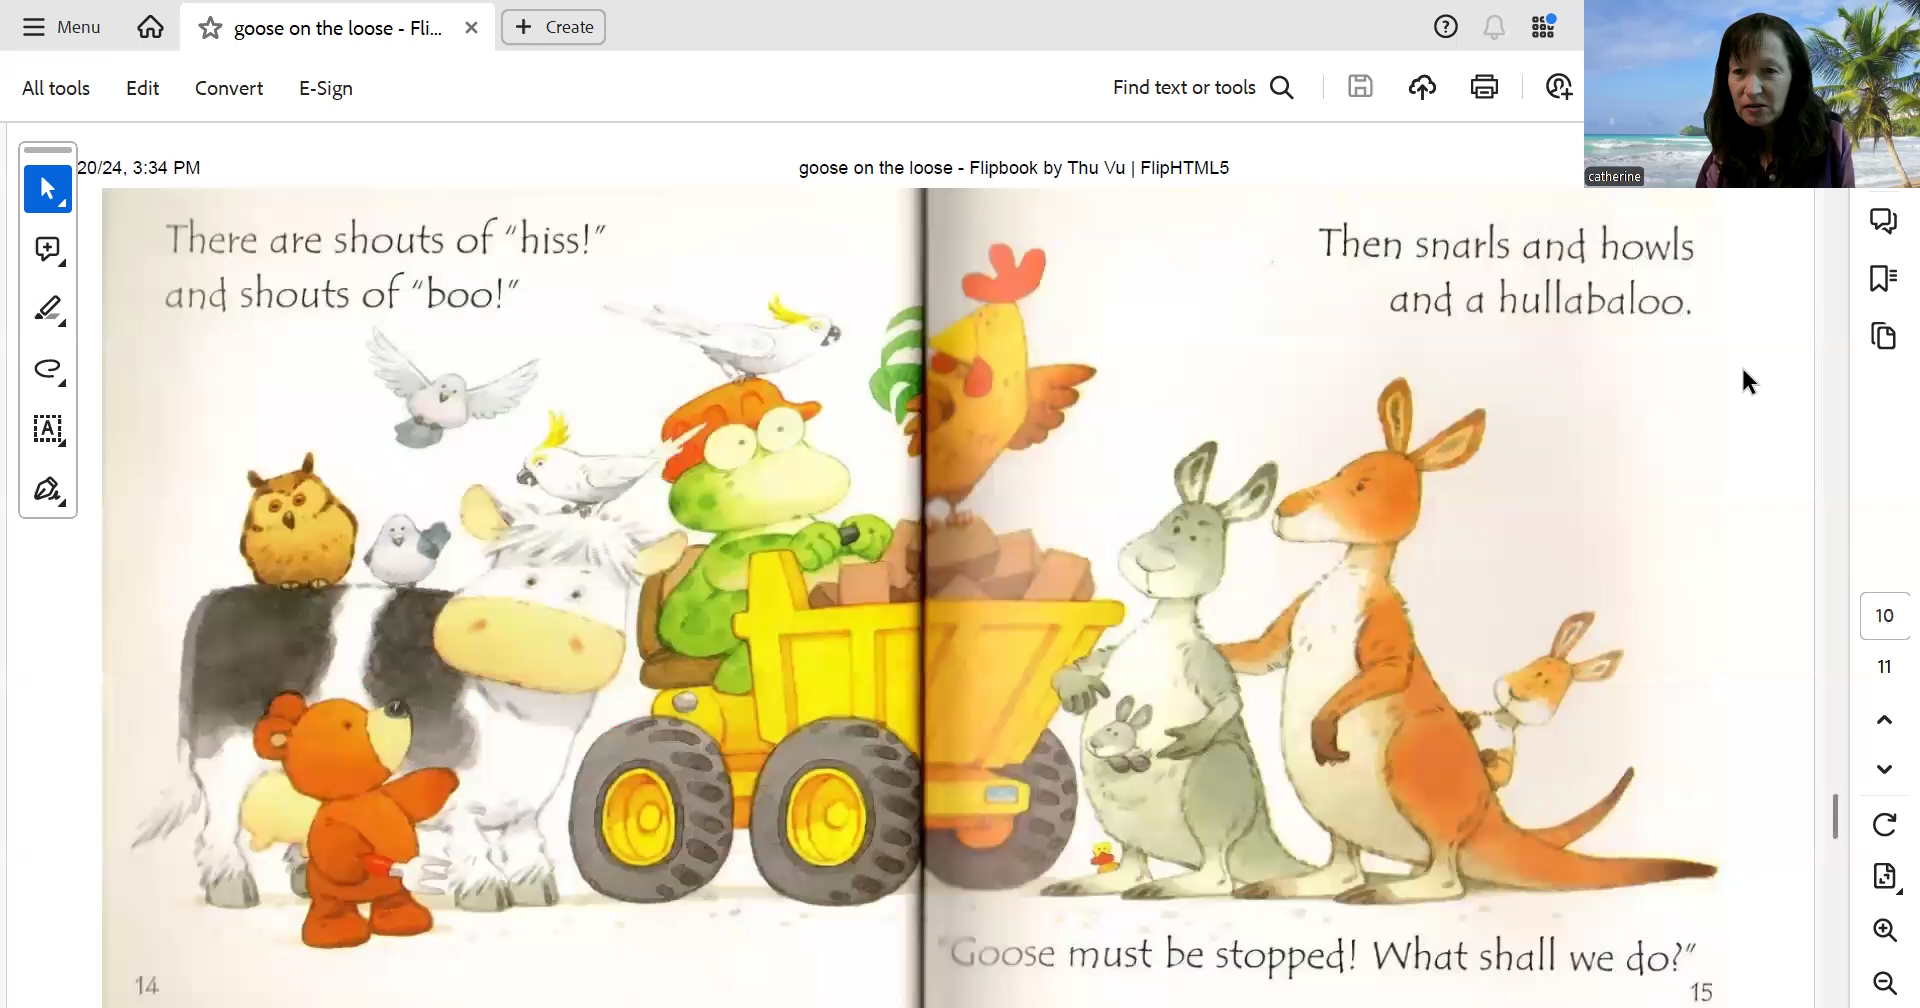 Menu
goose on the loose - Fli...
Create
All tools
Edit
Convert
E-Sign
Find text or tools
catherine
20/24, 3:34 PM
goose on the loose - Flipbook by Thu Vu | FlipHTML5
There are shouts of "hiss!"
and shouts of "boo!"
Then snarls and howls
and a hullabaloo.
"Goose must be stopped! What shall we do?"
14
15
10
11